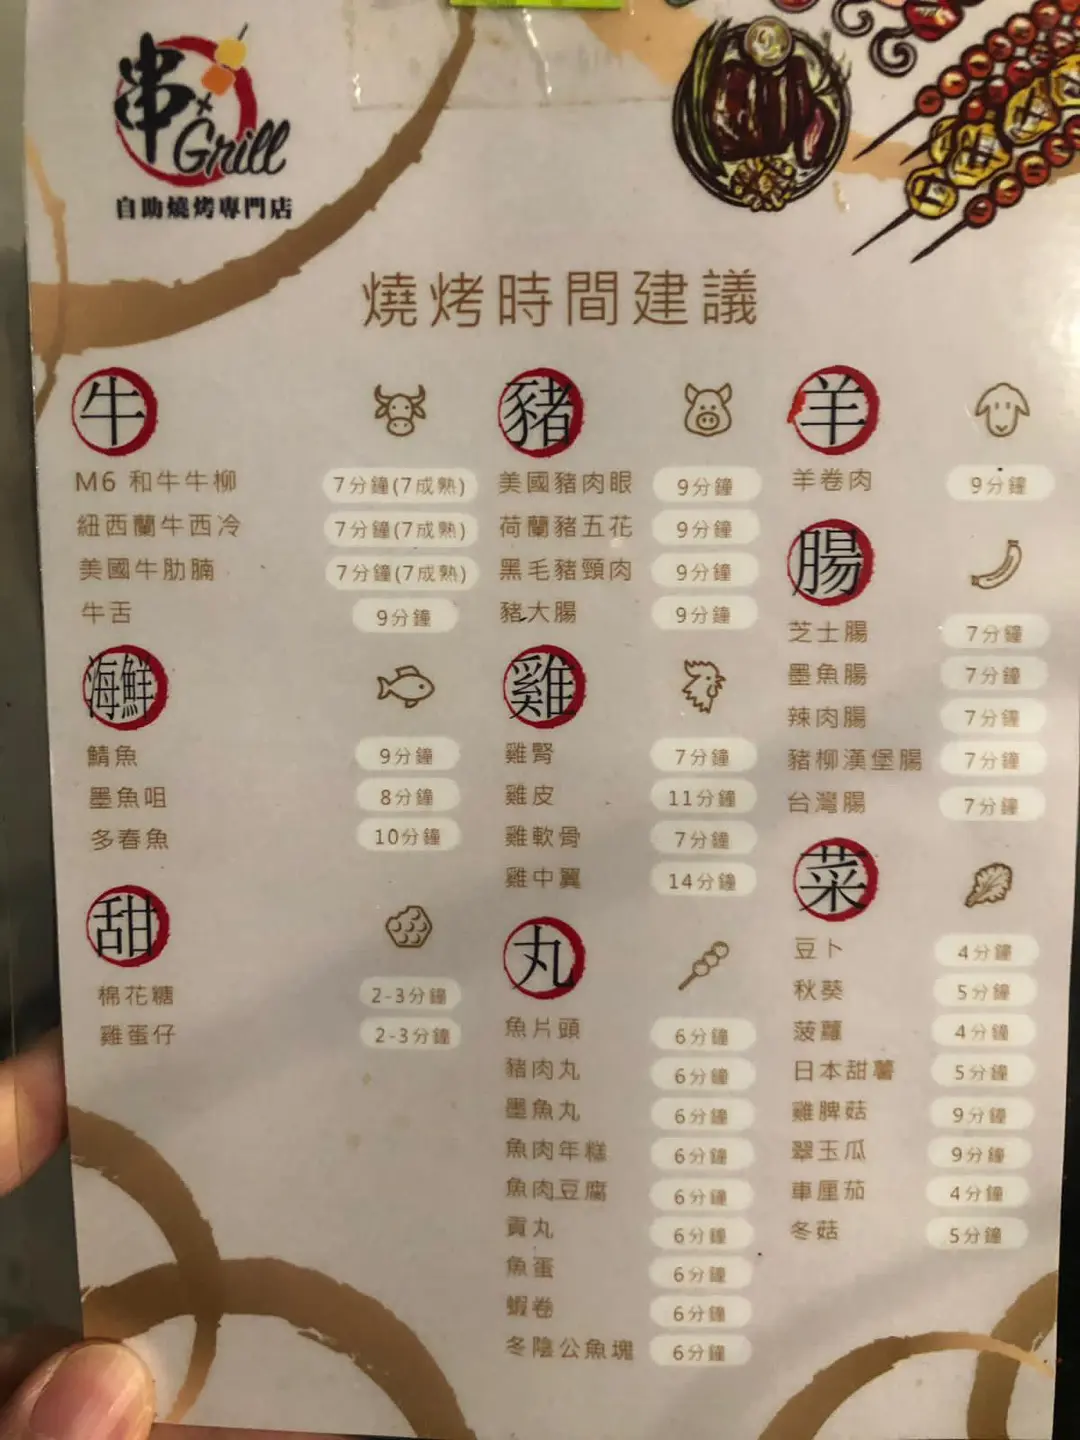 串
Grill
自助燒烤專門店
燒烤時間建議
牛
M6 和牛牛柳 7分鐘(7成熟)
紐西蘭牛西冷 7分鐘(7成熟)
美國牛肋腩 7分鐘(7成熟)
牛舌 9分鐘
海鮮
鯖魚 9分鐘
墨魚咀 8分鐘
多春魚 10分鐘
甜
棉花糖 2-3分鐘
雞蛋仔 2-3分鐘
豬
美國豬肉眼 9分鐘
荷蘭豬五花 9分鐘
黑毛豬頸肉 9分鐘
豬大腸 9分鐘
雞
雞腎 7分鐘
雞皮 11分鐘
雞軟骨 7分鐘
雞中翼 14分鐘
丸
魚片頭 6分鐘
豬肉丸 6分鐘
墨魚丸 6分鐘
魚肉年糕 6分鐘
魚肉豆腐 6分鐘
貢丸 6分鐘
魚蛋 6分鐘
蝦卷 6分鐘
冬陰公魚塊 6分鐘
羊
羊卷肉 9分鐘
腸
芝士腸 7分鐘
墨魚腸 7分鐘
辣肉腸 7分鐘
豬柳漢堡腸 7分鐘
台灣腸 7分鐘
菜
豆卜 4分鐘
秋葵 5分鐘
菠蘿 4分鐘
日本甜薯 5分鐘
雞脾菇 9分鐘
翠玉瓜 9分鐘
車厘茄 4分鐘
冬菇 5分鐘